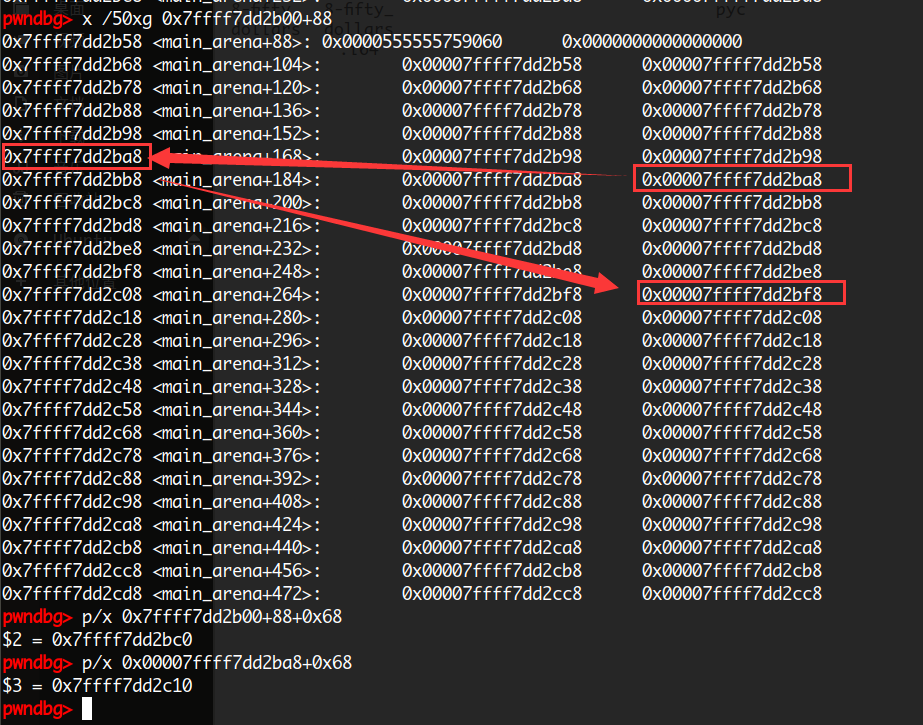 pwndbg> x /50xg 0x7ffff7dd2b00+88
0x7ffff7dd2b58 <main_arena+88>: 0x0000555555759060 0x0000000000000000
0x7ffff7dd2b68 <main_arena+104>: 0x00007ffff7dd2b58 0x00007ffff7dd2b58
0x7ffff7dd2b78 <main_arena+120>: 0x00007ffff7dd2b68 0x00007ffff7dd2b68
0x7ffff7dd2b88 <main_arena+136>: 0x00007ffff7dd2b78 0x00007ffff7dd2b78
0x7ffff7dd2b98 <main_arena+152>: 0x00007ffff7dd2b88 0x00007ffff7dd2b88
0x7ffff7dd2ba8 <main_arena+168>: 0x00007ffff7dd2b98 0x00007ffff7dd2b98
0x7ffff7dd2bb8 <main_arena+184>: 0x00007ffff7dd2ba8 0x00007ffff7dd2ba8
0x7ffff7dd2bc8 <main_arena+200>: 0x00007ffff7dd2bb8 0x00007ffff7dd2bb8
0x7ffff7dd2bd8 <main_arena+216>: 0x00007ffff7dd2bc8 0x00007ffff7dd2bc8
0x7ffff7dd2be8 <main_arena+232>: 0x00007ffff7dd2bd8 0x00007ffff7dd2bd8
0x7ffff7dd2bf8 <main_arena+248>: 0x00007ffff7dd2be8 0x00007ffff7dd2be8
0x7ffff7dd2c08 <main_arena+264>: 0x00007ffff7dd2bf8 0x00007ffff7dd2bf8
0x7ffff7dd2c18 <main_arena+280>: 0x00007ffff7dd2c08 0x00007ffff7dd2c08
0x7ffff7dd2c28 <main_arena+296>: 0x00007ffff7dd2c18 0x00007ffff7dd2c18
0x7ffff7dd2c38 <main_arena+312>: 0x00007ffff7dd2c28 0x00007ffff7dd2c28
0x7ffff7dd2c48 <main_arena+328>: 0x00007ffff7dd2c38 0x00007ffff7dd2c38
0x7ffff7dd2c58 <main_arena+344>: 0x00007ffff7dd2c48 0x00007ffff7dd2c48
0x7ffff7dd2c68 <main_arena+360>: 0x00007ffff7dd2c58 0x00007ffff7dd2c58
0x7ffff7dd2c78 <main_arena+376>: 0x00007ffff7dd2c68 0x00007ffff7dd2c68
0x7ffff7dd2c88 <main_arena+392>: 0x00007ffff7dd2c78 0x00007ffff7dd2c78
0x7ffff7dd2c98 <main_arena+408>: 0x00007ffff7dd2c88 0x00007ffff7dd2c88
0x7ffff7dd2ca8 <main_arena+424>: 0x00007ffff7dd2c98 0x00007ffff7dd2c98
0x7ffff7dd2cb8 <main_arena+440>: 0x00007ffff7dd2ca8 0x00007ffff7dd2ca8
0x7ffff7dd2cc8 <main_arena+456>: 0x00007ffff7dd2cb8 0x00007ffff7dd2cb8
0x7ffff7dd2cd8 <main_arena+472>: 0x00007ffff7dd2cc8 0x00007ffff7dd2cc8
pwndbg> p/x 0x7ffff7dd2b00+88+0x68
$2 = 0x7ffff7dd2bc0
pwndbg> p/x 0x00007ffff7dd2ba8+0x68
$3 = 0x7ffff7dd2c10
pwndbg>